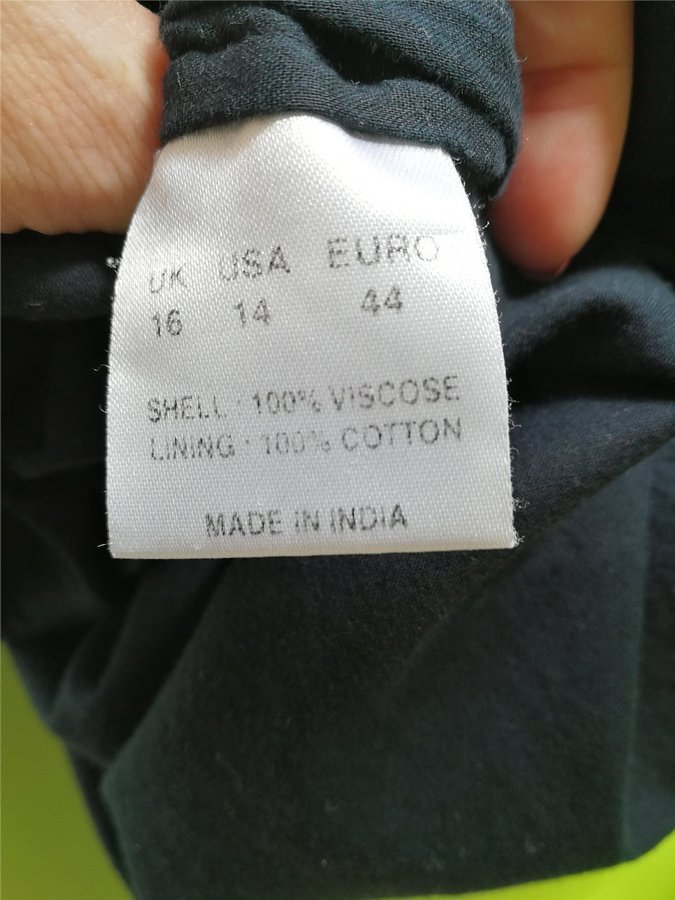 UK USA EURO
16 14 44
SHELL : 100% VISCOSE
LINING : 100% COTTON
MADE IN INDIA